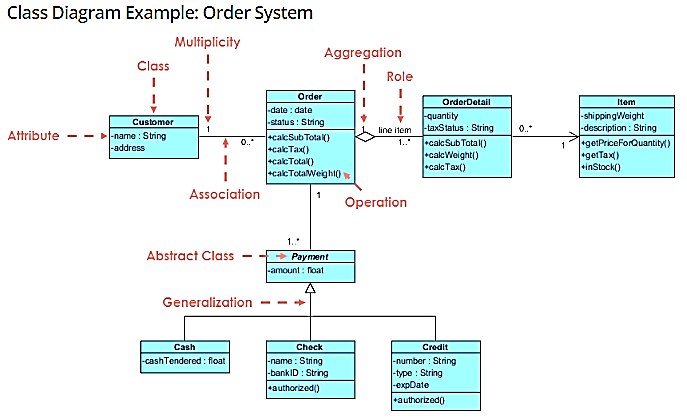 Class Diagram Example: Order System
Multiplicity
Aggregation
Class
Role
Attribute
Customer
-name : String
-address
1
0..*
Association
Order
-date : date
-status : String
+calcSubTotal()
+calcTax()
+calcTotal()
+calcTotalWeight()
1
line item
1..*
Operation
OrderDetail
-quantity
-taxStatus : String
+calcSubTotal()
+calcWeight()
+calcTax()
0..*
1
Item
-shippingWeight
-description : String
+getPriceForQuantity()
+getTax()
+inStock()
1
1..*
Abstract Class
Payment
-amount : float
Generalization
Cash
-cashTendered : float
Check
-name : String
-bankID : String
+authorized()
Credit
-number : String
-type : String
-expDate
+authorized()